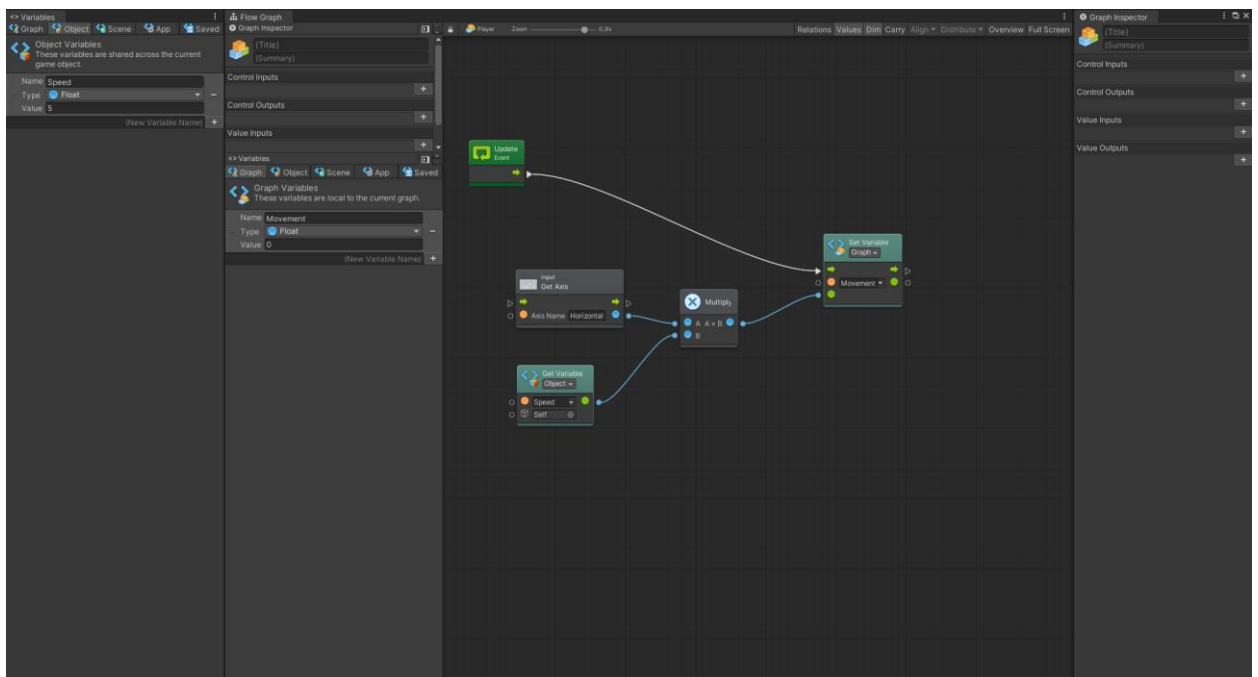 <> Variables
Graph Object Scene App Saved
Object Variables
These variables are shared across the current
game object.
Name Speed
Type Float
Value 5
(New Variable Name)
Flow Graph
Graph Inspector
(Title)
(Summary)
Control Inputs
Control Outputs
Value Inputs
<> Variables
Graph Object Scene App Saved
Graph Variables
These variables are local to the current graph.
Name Movement
Type Float
Value 0
(New Variable Name)
Player Zoom 0,9x
Relations Values Dim Carry Align Distribute Overview Full Screen
Update
Event
Input
Get Axis
Axis Name Horizontal
Multiply
A A × B
B
Get Variable
Object
Speed
Self
Set Variable
Graph
Movement
Graph Inspector
(Title)
(Summary)
Control Inputs
Control Outputs
Value Inputs
Value Outputs